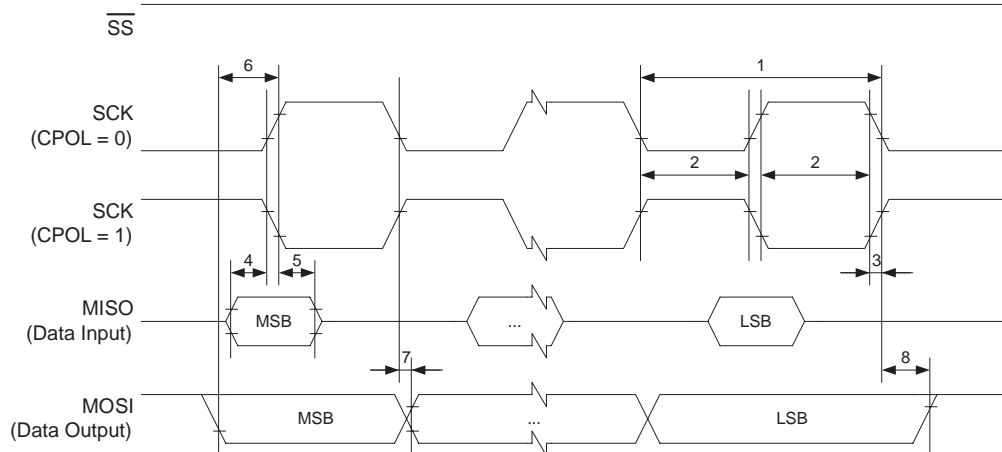 SS
6
1
SCK
(CPOL = 0)
2
2
SCK
(CPOL = 1)
4
5
3
MISO
(Data Input)
MSB
...
LSB
7
8
MOSI
(Data Output)
MSB
...
LSB